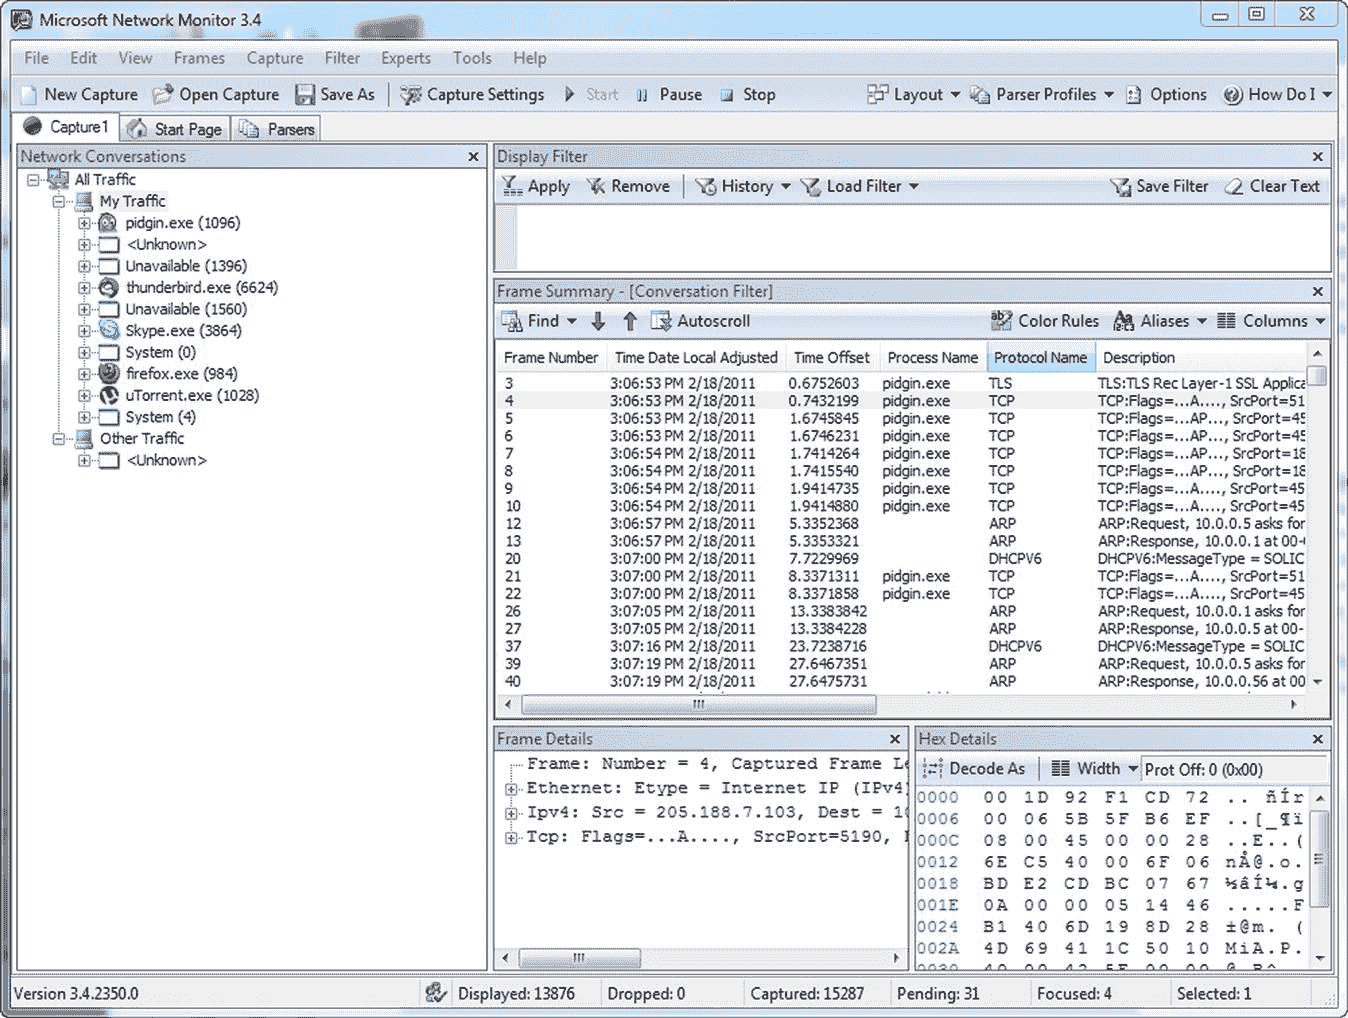 Microsoft Network Monitor 3.4
File Edit View Frames Capture Filter Experts Tools Help
New Capture Open Capture Save As Capture Settings Start Pause Stop Layout Parser Profiles Options How Do I
Capture1 Start Page Parsers
Network Conversations
All Traffic
My Traffic
pidgin.exe (1096)
<Unknown>
Unavailable (1396)
thunderbird.exe (6624)
Unavailable (1560)
Skype.exe (3864)
System (0)
firefox.exe (984)
uTorrent.exe (1028)
System (4)
Other Traffic
<Unknown>
Display Filter
Apply Remove History Load Filter Save Filter Clear Text
Frame Summary - [Conversation Filter]
Find Autoscroll Color Rules Aliases Columns
Frame Number Time Date Local Adjusted Time Offset Process Name Protocol Name Description
3 3:06:53 PM 2/18/2011 0.6752603 pidgin.exe TLS TLS:TLS Rec Layer-1 SSL Applica
4 3:06:53 PM 2/18/2011 0.7432199 pidgin.exe TCP TCP:Flags=...A...., SrcPort=51
5 3:06:53 PM 2/18/2011 1.6745845 pidgin.exe TCP TCP:Flags=...AP..., SrcPort=45
6 3:06:53 PM 2/18/2011 1.6746231 pidgin.exe TCP TCP:Flags=...AP..., SrcPort=45
7 3:06:54 PM 2/18/2011 1.7414264 pidgin.exe TCP TCP:Flags=...AP..., SrcPort=18
8 3:06:54 PM 2/18/2011 1.7415540 pidgin.exe TCP TCP:Flags=...AP..., SrcPort=18
9 3:06:54 PM 2/18/2011 1.9414735 pidgin.exe TCP TCP:Flags=...A...., SrcPort=45
10 3:06:54 PM 2/18/2011 1.9414880 pidgin.exe TCP TCP:Flags=...A...., SrcPort=45
12 3:06:57 PM 2/18/2011 5.3352368 ARP ARP:Request, 10.0.0.5 asks for
13 3:06:57 PM 2/18/2011 5.3353321 ARP ARP:Response, 10.0.0.1 at 00-
20 3:07:00 PM 2/18/2011 7.7229969 DHCPV6 DHCPV6:MessageType = SOLIC
21 3:07:00 PM 2/18/2011 8.3371311 pidgin.exe TCP TCP:Flags=...A...., SrcPort=51
22 3:07:00 PM 2/18/2011 8.3371858 pidgin.exe TCP TCP:Flags=...A...., SrcPort=45
26 3:07:05 PM 2/18/2011 13.3383842 ARP ARP:Request, 10.0.0.1 asks for
27 3:07:05 PM 2/18/2011 13.3384228 ARP ARP:Response, 10.0.0.5 at 00-
37 3:07:16 PM 2/18/2011 23.7238716 DHCPV6 DHCPV6:MessageType = SOLIC
39 3:07:19 PM 2/18/2011 27.6467351 ARP ARP:Request, 10.0.0.5 asks for
40 3:07:19 PM 2/18/2011 27.6475731 ARP ARP:Response, 10.0.0.56 at 00
Frame Details
Frame: Number = 4, Captured Frame Le
Ethernet: Etype = Internet IP (IPv4)
Ipv4: Src = 205.188.7.103, Dest = 10
Tcp: Flags=...A...., SrcPort=5190,
Hex Details
Decode As Width Prot Off: 0 (0x00)
0000 00 1D 92 F1 CD 72 .. ñÍr
0006 00 06 5B 5F B6 EF ..[_¶ï
000C 08 00 45 00 00 28 ..E..(
0012 6E C5 40 00 6F 06 nÅ@.o.
0018 BD E2 CD BC 07 67 ½âÍ¼.g
001E 0A 00 00 05 14 46 .....F
0024 B1 40 6D 19 8D 28 ±@m. (
002A 4D 69 41 1C 50 10 MiA.P.
Version 3.4.2350.0 Displayed: 13876 Dropped: 0 Captured: 15287 Pending: 31 Focused: 4 Selected: 1